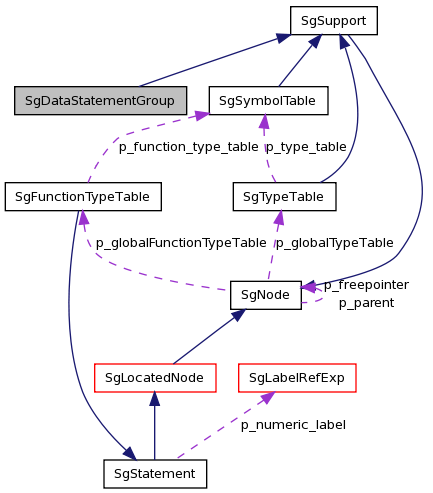 SgSupport
SgDataStatementGroup
SgSymbolTable
p_function_type_table
p_type_table
SgFunctionTypeTable
SgTypeTable
p_globalFunctionTypeTable
p_globalTypeTable
p_freepointer
p_parent
SgNode
SgLocatedNode
SgLabelRefExp
p_numeric_label
SgStatement